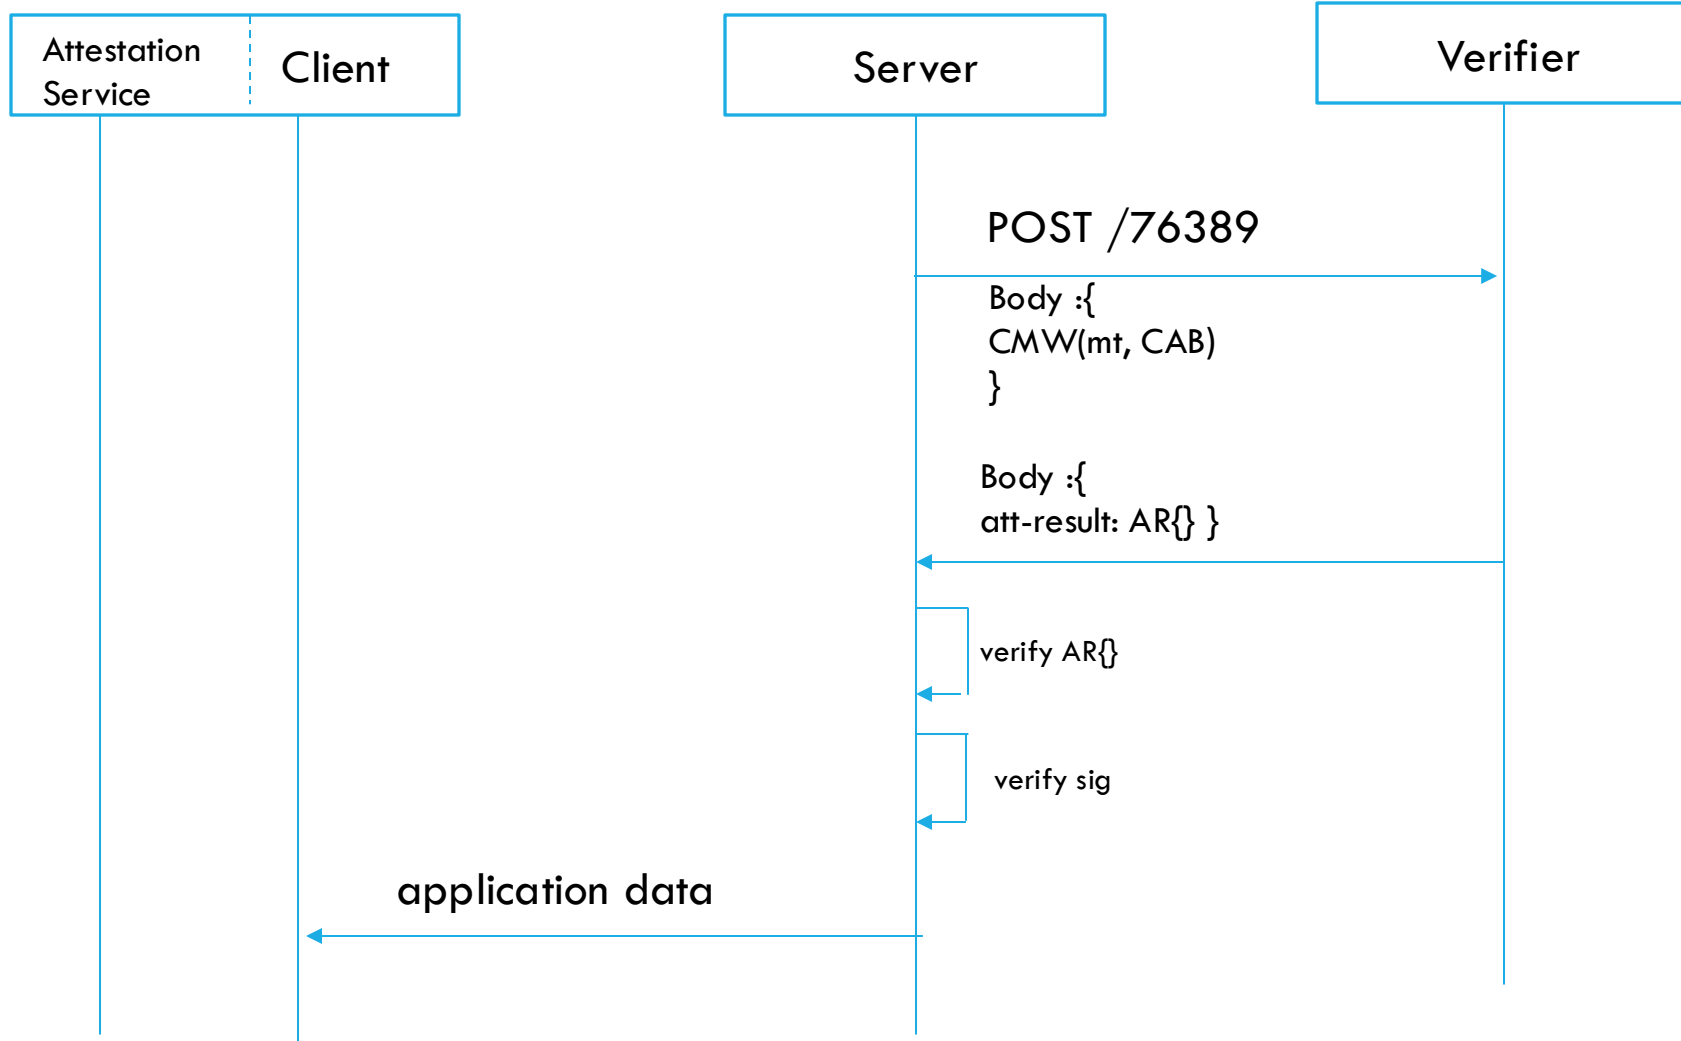 Attestation
Service
Client
Server
Verifier
POST /76389
Body :{
CMW(mt, CAB)
}
Body :{
att-result: AR{} }
verify AR{}
verify sig
application data